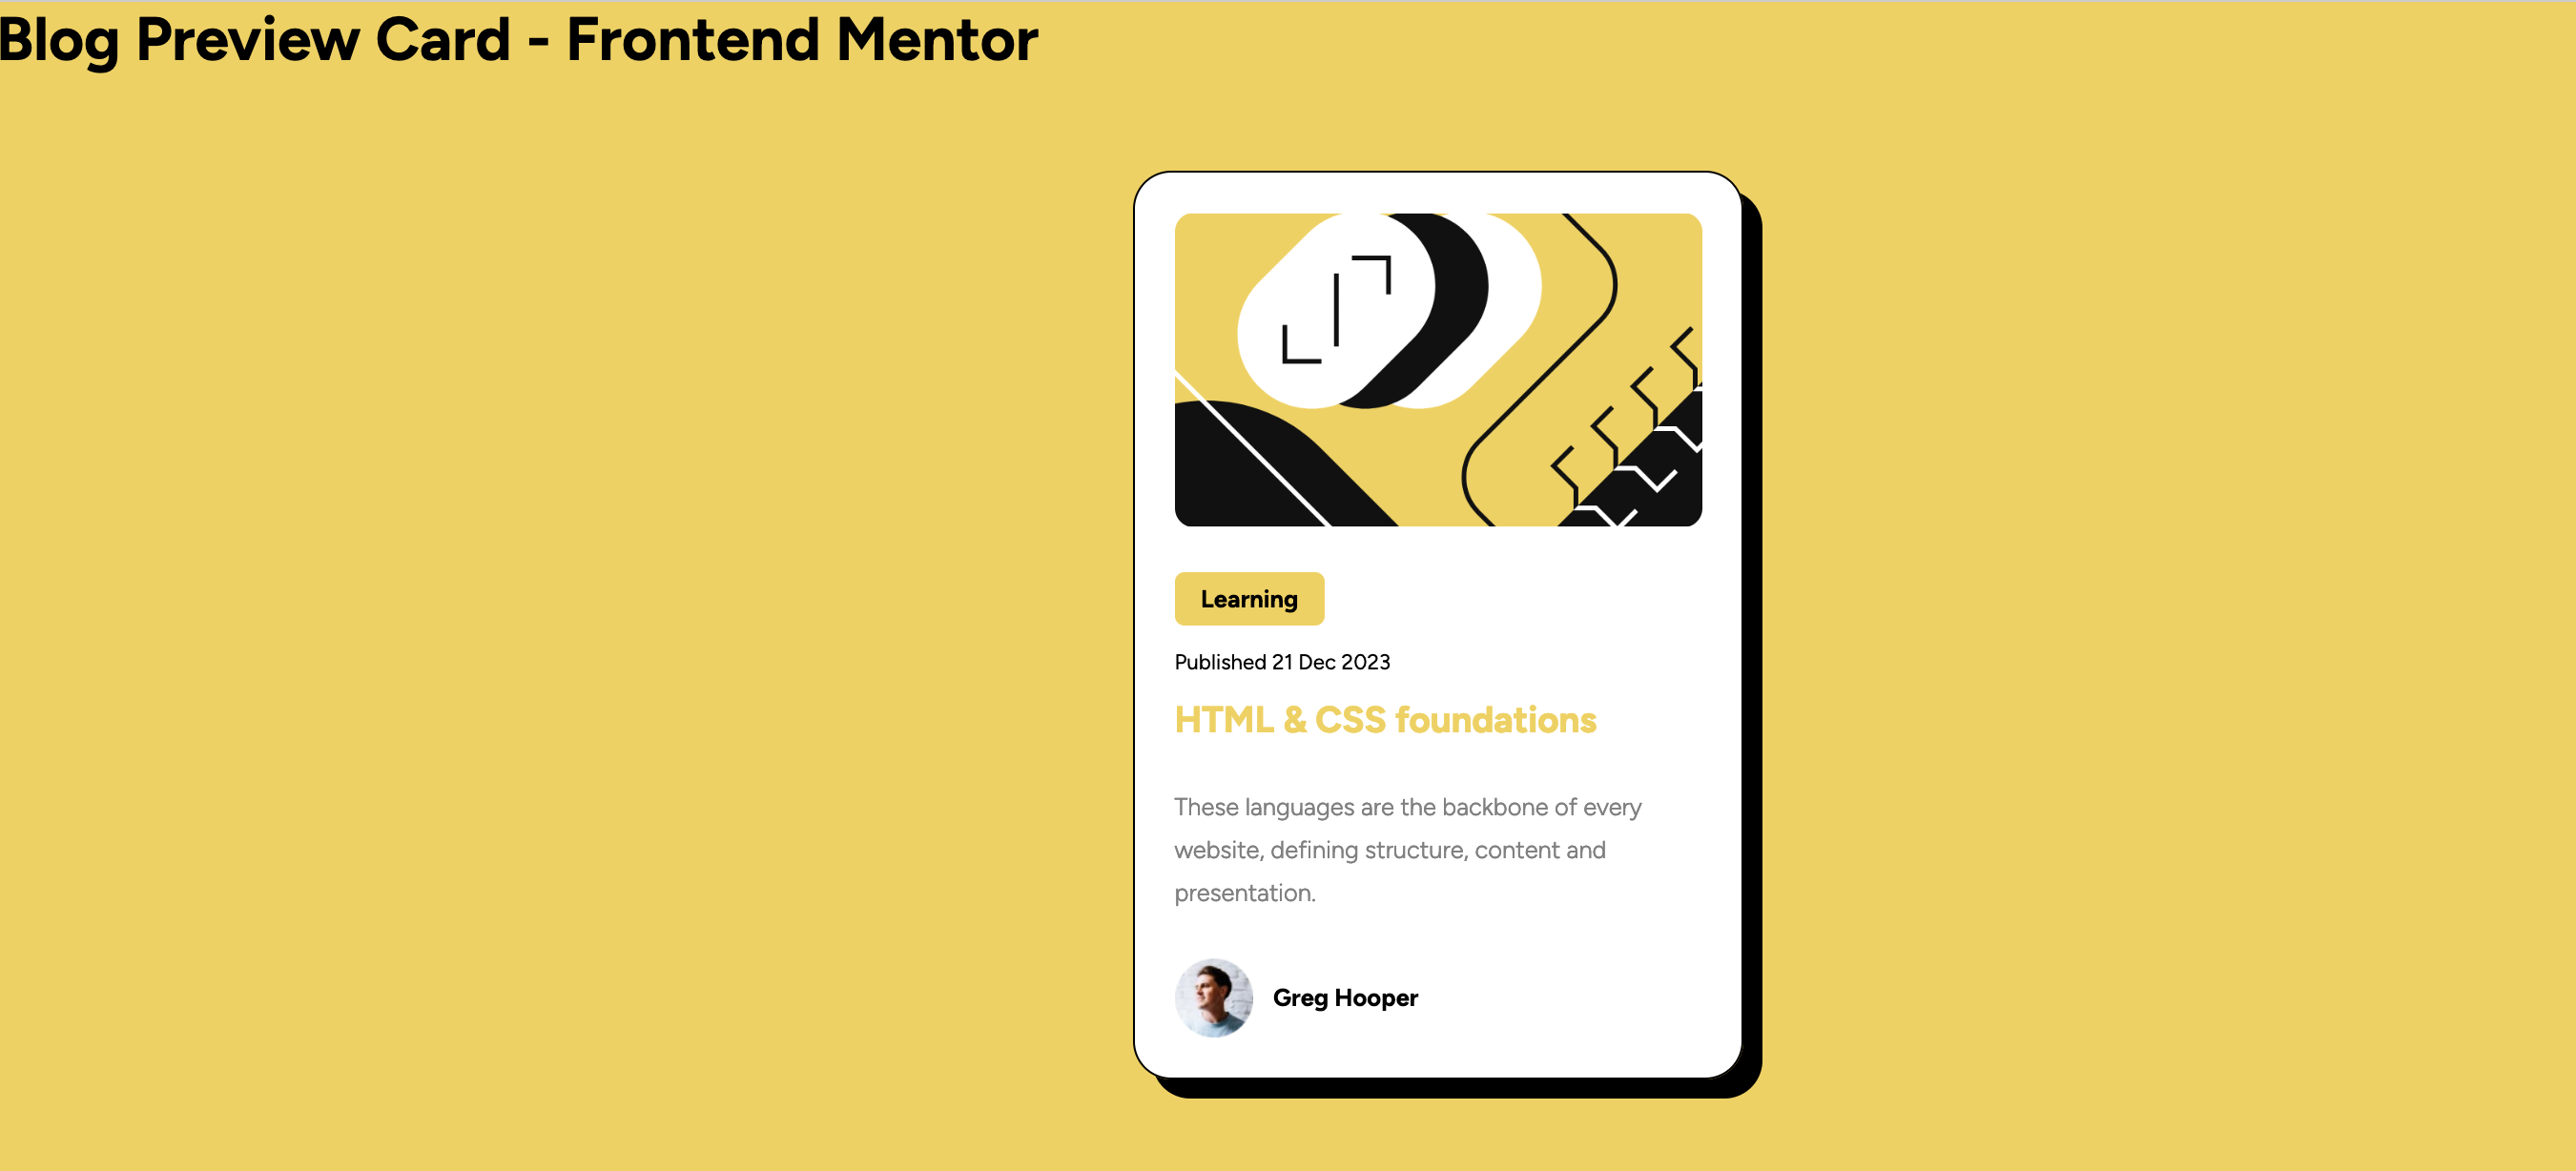 Blog Preview Card - Frontend Mentor
Learning
Published 21 Dec 2023
HTML & CSS foundations
These languages are the backbone of every
website, defining structure, content and
presentation.
Greg Hooper